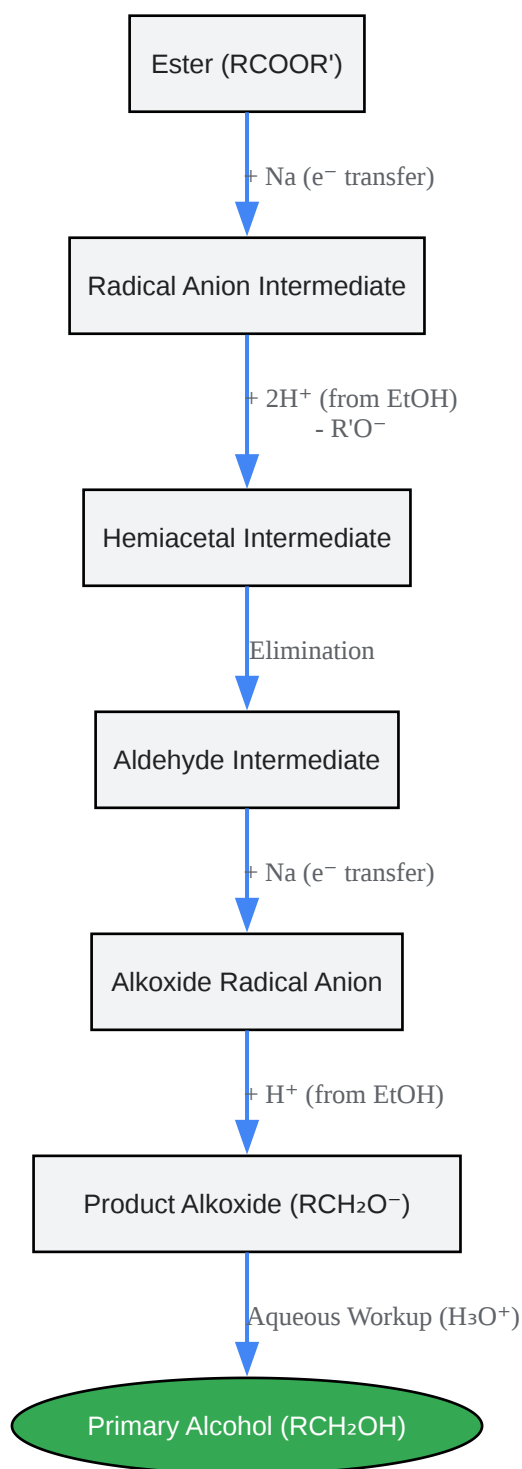 Ester (RCOOR')
+ Na (e⁻ transfer)
Radical Anion Intermediate
+ 2H⁺ (from EtOH)
- R'O⁻
Hemiacetal Intermediate
Elimination
Aldehyde Intermediate
+ Na (e⁻ transfer)
Alkoxide Radical Anion
+ H⁺ (from EtOH)
Product Alkoxide (RCH₂O⁻)
Aqueous Workup (H₃O⁺)
Primary Alcohol (RCH₂OH)